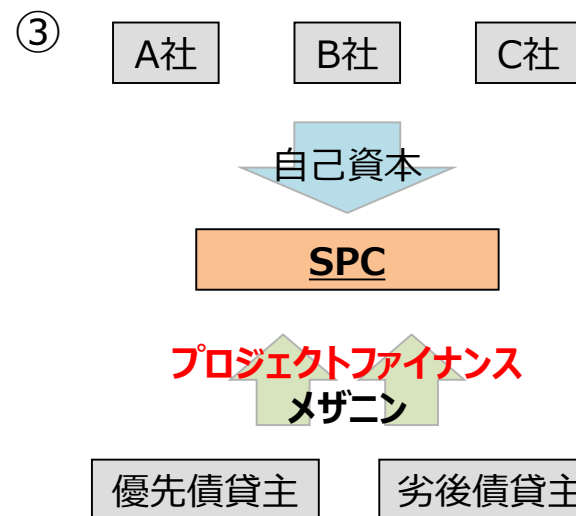 ③
A社 B社 C社
自己資本
SPC
プロジェクトファイナンス
メザニン
優先債貸主 劣後債貸主